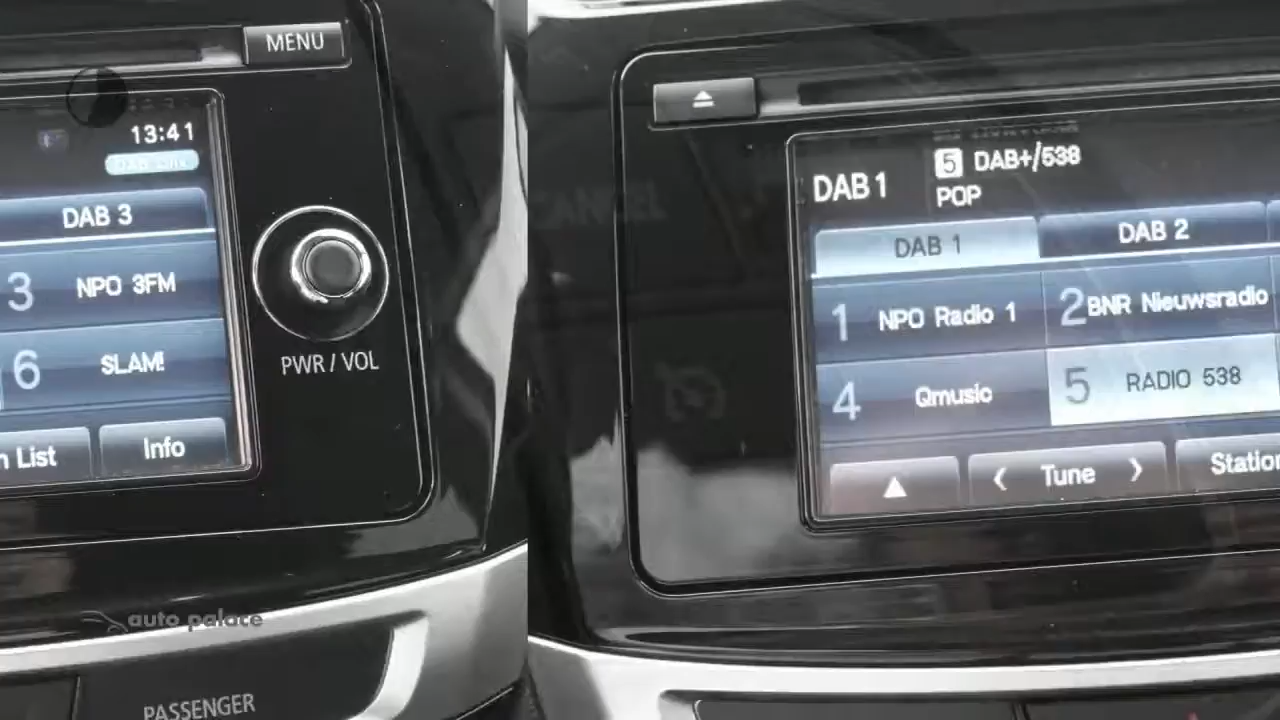 MENU
13:41
DAB 3
3 NPO 3FM
6 SLAM!
n List
Info
PWR / VOL
auto palace
PASSENGER
CANCEL
DAB 1
5 DAB+/538
POP
DAB 1
DAB 2
1 NPO Radio 1
2 BNR Nieuwsradio
4 Qmusic
5 RADIO 538
< Tune >
Station